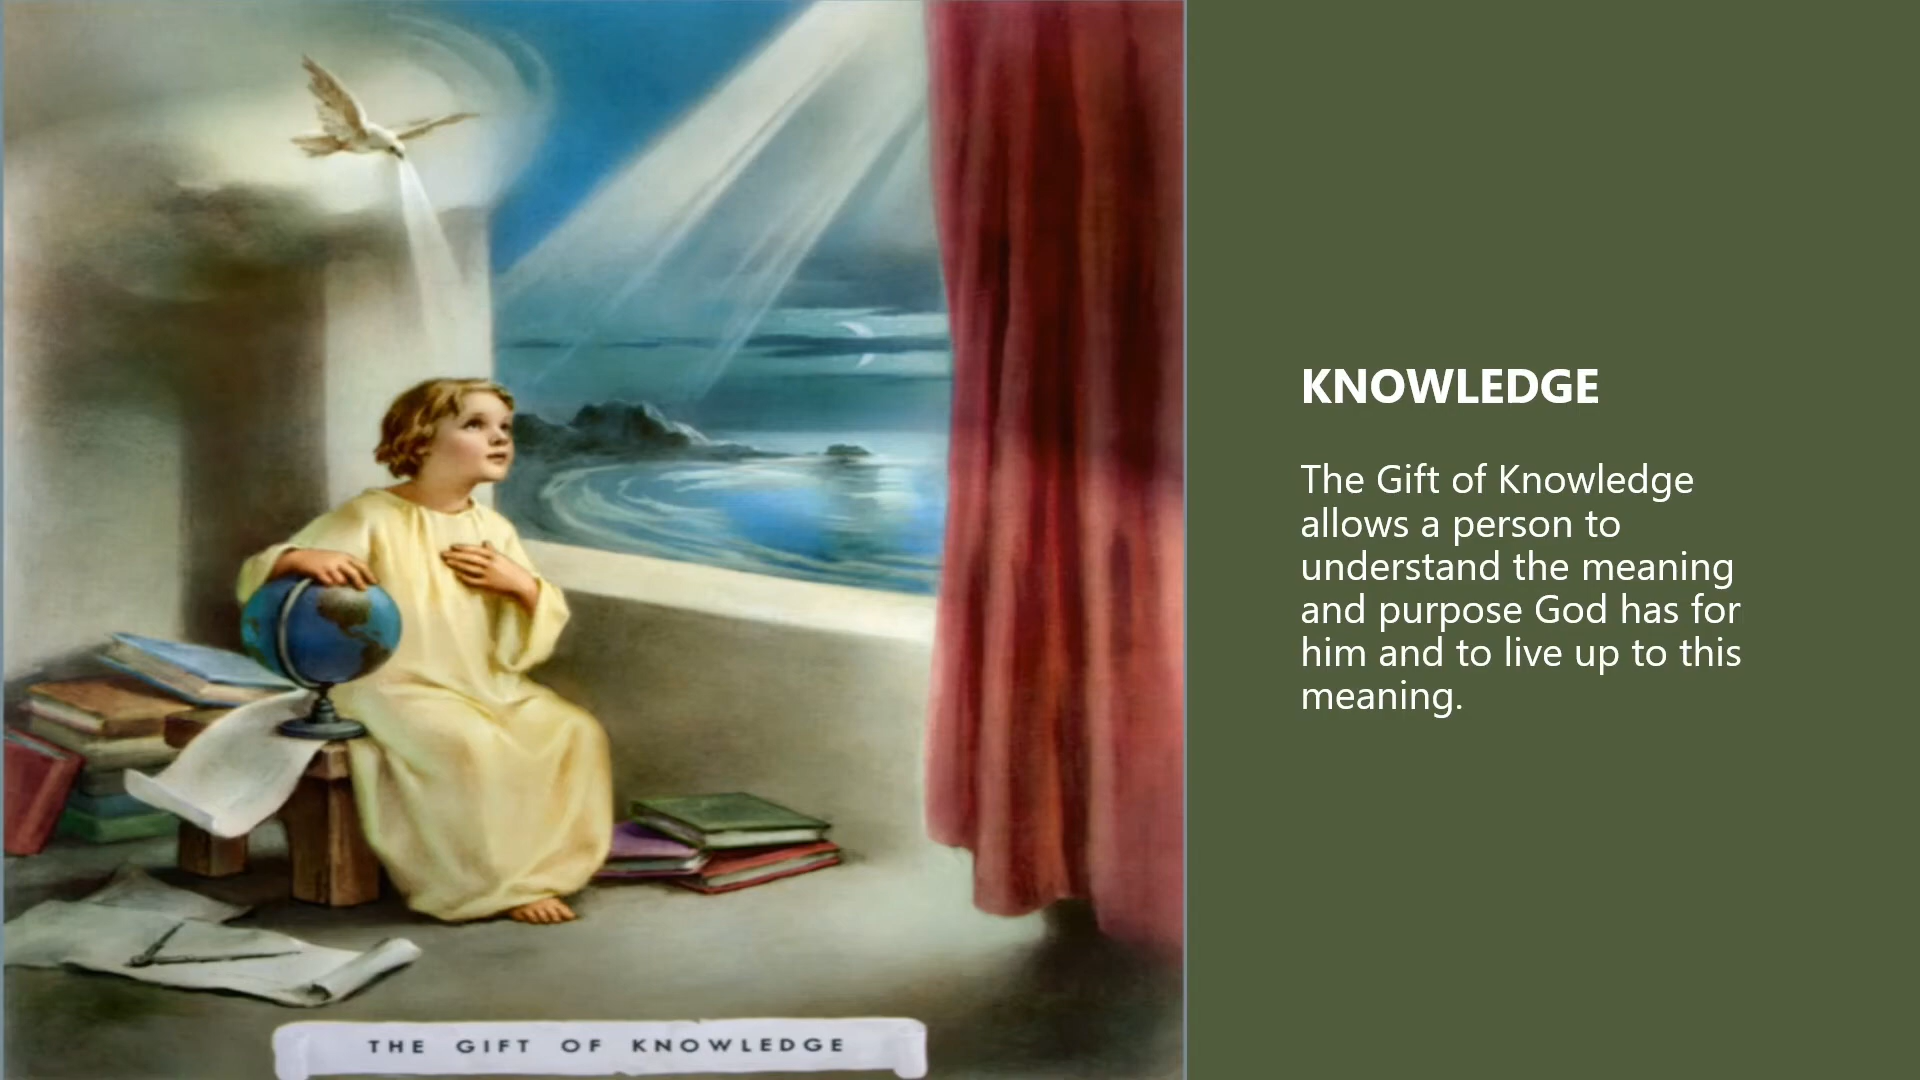 KNOWLEDGE
The Gift of Knowledge
allows a person to
understand the meaning
and purpose God has for
him and to live up to this
meaning.
THE GIFT OF KNOWLEDGE